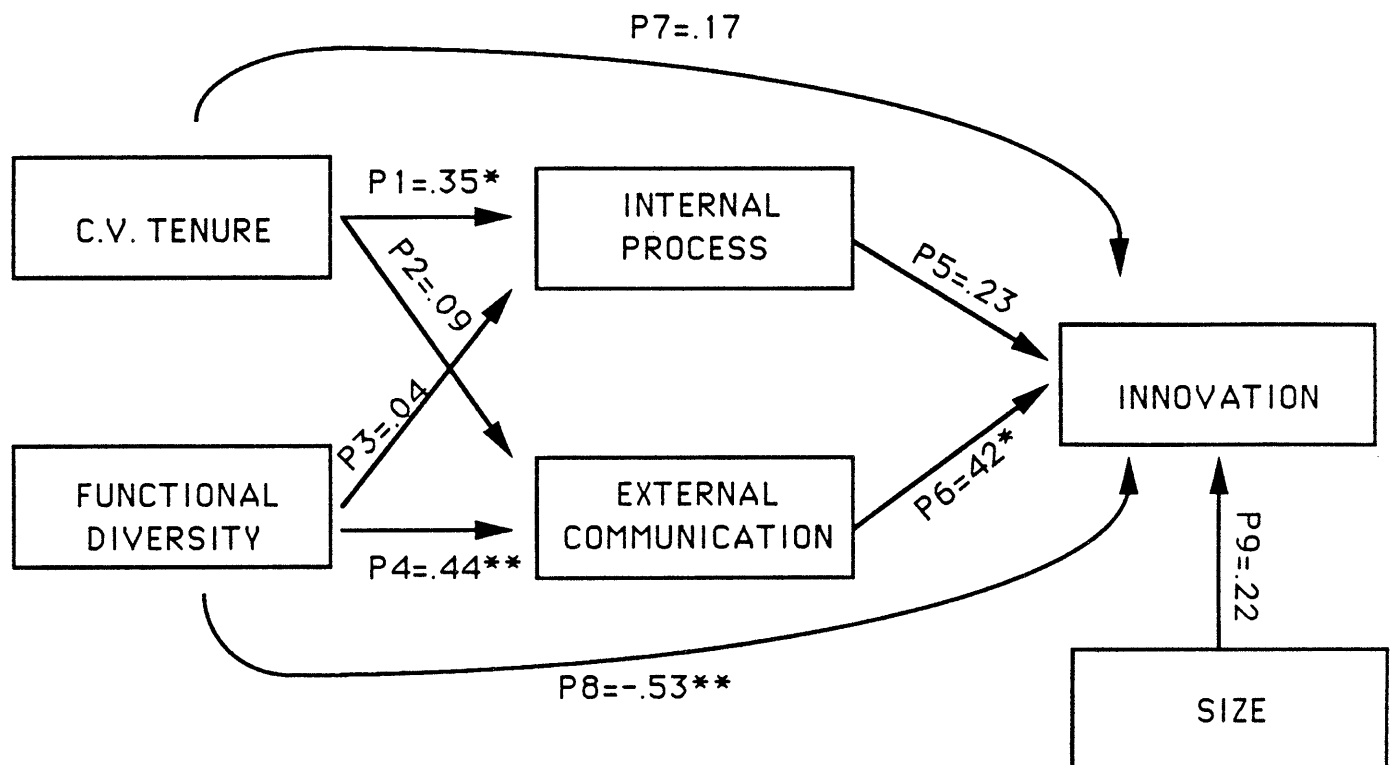 P7=.17
C.V. TENURE
P1=.35*
INTERNAL
PROCESS
P2=.09
P5=.23
INNOVATION
P3=.04
FUNCTIONAL
DIVERSITY
P4=.44**
EXTERNAL
COMMUNICATION
P6=42*
P9=.22
P8=-.53**
SIZE